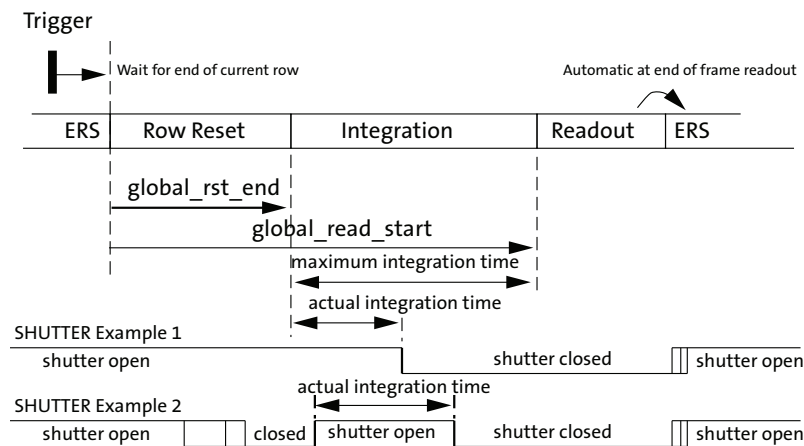 Trigger
Wait for end of current row
Automatic at end of frame readout
ERS Row Reset Integration Readout ERS
global_rst_end
global_read_start
maximum integration time
actual integration time
SHUTTER Example 1
shutter open shutter closed shutter open
actual integration time
SHUTTER Example 2
shutter open closed shutter open shutter closed shutter open